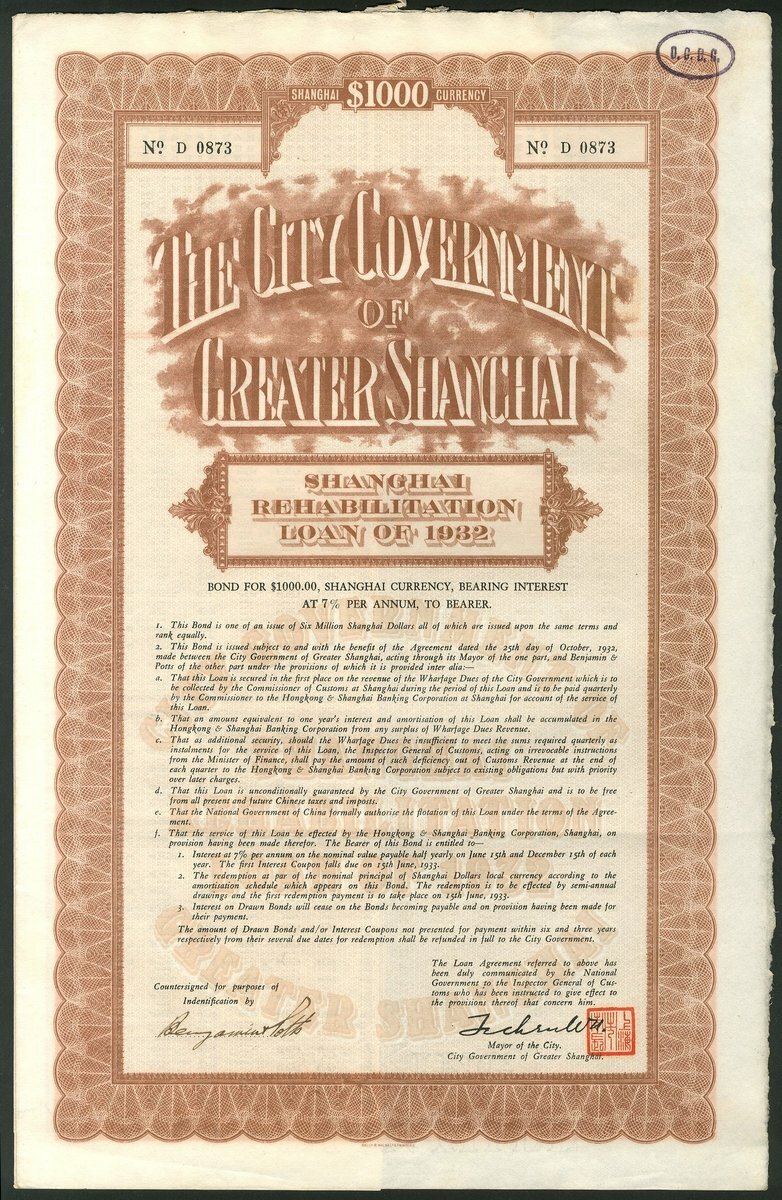 O.C.D.G.
SHANGHAI $1000 CURRENCY
Nº D 0873
Nº D 0873
THE CITY GOVERNMENT
OF
GREATER SHANGHAI
SHANGHAI
REHABILITATION
LOAN OF 1932
BOND FOR $1000.00, SHANGHAI CURRENCY, BEARING INTEREST
AT 7% PER ANNUM, TO BEARER.
1. This Bond is one of an issue of Six Million Shanghai Dollars all of which are issued upon the same terms and
rank equally.
2. This Bond is issued subject to and with the benefit of the Agreement dated the 25th day of October, 1932,
made between the City Government of Greater Shanghai, acting through its Mayor of the one part, and Benjamin &
Potts of the other part under the provisions of which it is provided inter alia:—
a. That this Loan is secured in the first place on the revenue of the Wharfage Dues of the City Government which is to
be collected by the Commissioner of Customs at Shanghai during the period of this Loan and is to be paid quarterly
by the Commissioner to the Hongkong & Shanghai Banking Corporation at Shanghai for account of the service of
this Loan.
b. That an amount equivalent to one year's interest and amortisation of this Loan shall be accumulated in the
Hongkong & Shanghai Banking Corporation from any surplus of Wharfage Dues Revenue.
c. That as additional security, should the Wharfage Dues be insufficient to meet the sums required quarterly as
instalments for the service of this Loan, the Inspector General of Customs, acting on irrevocable instructions
from the Minister of Finance, shall pay the amount of such deficiency out of Customs Revenue at the end of
each quarter to the Hongkong & Shanghai Banking Corporation subject to existing obligations but with priority
over later charges.
d. That this Loan is unconditionally guaranteed by the City Government of Greater Shanghai and is to be free
from all present and future Chinese taxes and imposts.
e. That the National Government of China formally authorise the flotation of this Loan under the terms of the Agree-
ment.
f. That the service of this Loan be effected by the Hongkong & Shanghai Banking Corporation, Shanghai, on
provision having been made therefor. The Bearer of this Bond is entitled to—
1. Interest at 7% per annum on the nominal value payable half yearly on June 15th and December 15th of each
year. The first Interest Coupon falls due on 15th June, 1933.
2. The redemption at par of the nominal principal of Shanghai Dollars local currency according to the
amortisation schedule which appears on this Bond. The redemption is to be effected by semi-annual
drawings and the first redemption payment is to take place on 15th June, 1933.
3. Interest on Drawn Bonds will cease on the Bonds becoming payable and on provision having been made for
their payment.
The amount of Drawn Bonds and/or Interest Coupons not presented for payment within six and three years
respectively from their several due dates for redemption shall be refunded in full to the City Government.
The Loan Agreement referred to above has
been duly communicated by the National
Government to the Inspector General of Cus-
toms who has been instructed to give effect to
the provisions thereof that concern him.
Countersigned for purposes of
Indentification by
Benjamin & Potts
Mayor of the City.
City Government of Greater Shanghai.